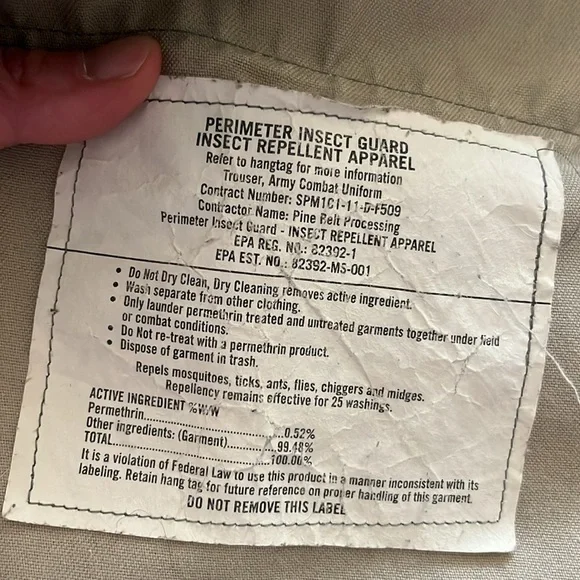 PERIMETER INSECT GUARD
INSECT REPELLENT APPAREL
Refer to hangtag for more information
Trouser, Army Combat Uniform
Contract Number: SPM1C1-11-D-F509
Contractor Name: Pine Belt Processing
Perimeter Insect Guard - INSECT REPELLENT APPAREL
EPA REG. NO.: 82392-1
EPA EST. NO.: 82392-MS-001
• Do Not Dry Clean, Dry Cleaning removes active ingredient.
• Wash separate from other clothing.
• Only launder permethrin treated and untreated garments together under field
or combat conditions.
• Do Not re-treat with a permethrin product.
• Dispose of garment in trash.
Repels mosquitoes, ticks, ants, flies, chiggers and midges.
Repellency remains effective for 25 washings.
ACTIVE INGREDIENT %W/W
Permethrin..............................0.52%
Other ingredients: (Garment)............99.48%
TOTAL...................................100.00%
It is a violation of Federal Law to use this product in a manner inconsistent with its
labeling. Retain hang tag for future reference on proper handling of this garment.
DO NOT REMOVE THIS LABEL